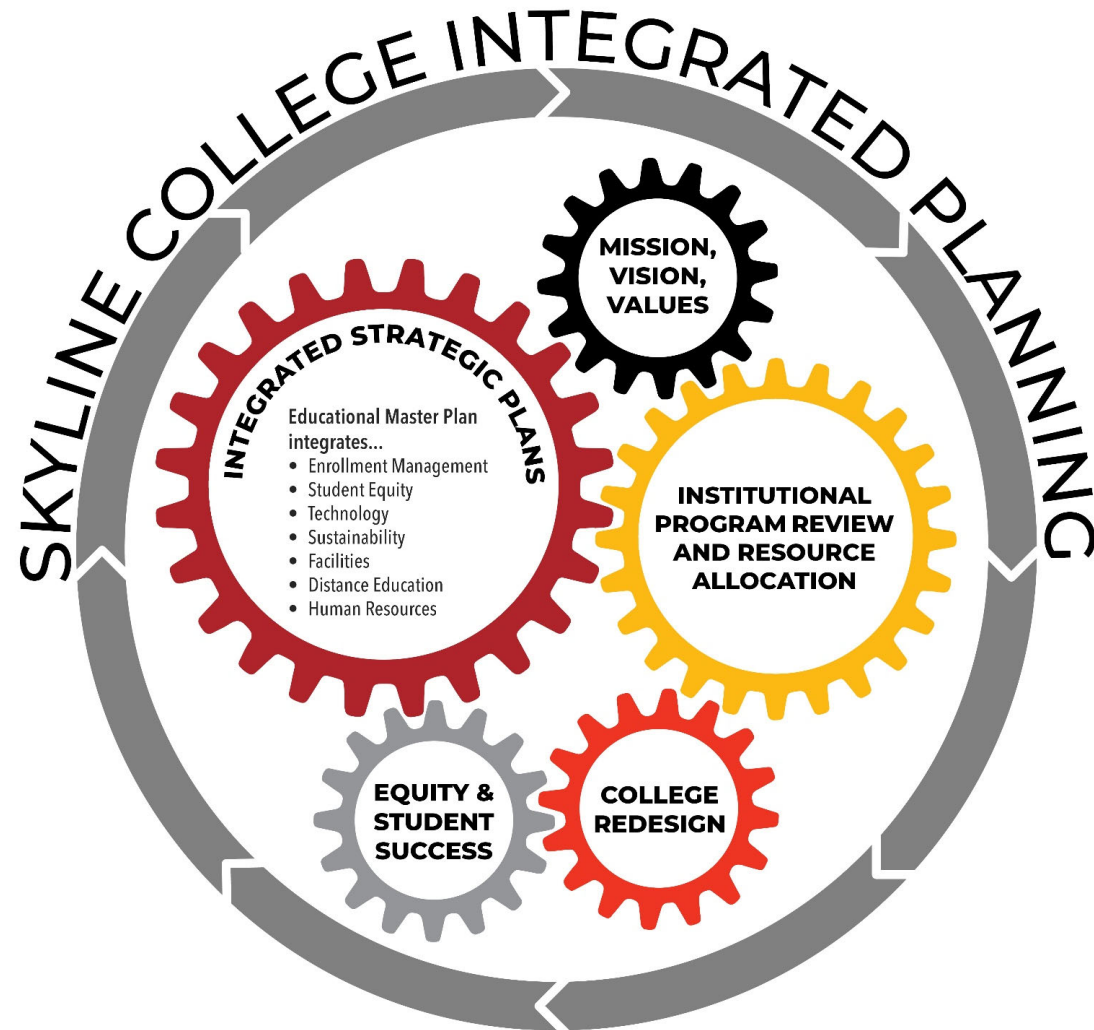 SKYLINE COLLEGE INTEGRATED PLANNING
MISSION,
VISION,
VALUES
INTEGRATED STRATEGIC PLANS
Educational Master Plan
integrates...
• Enrollment Management
• Student Equity
• Technology
• Sustainability
• Facilities
• Distance Education
• Human Resources
INSTITUTIONAL
PROGRAM REVIEW
AND RESOURCE
ALLOCATION
EQUITY &
STUDENT
SUCCESS
COLLEGE
REDESIGN